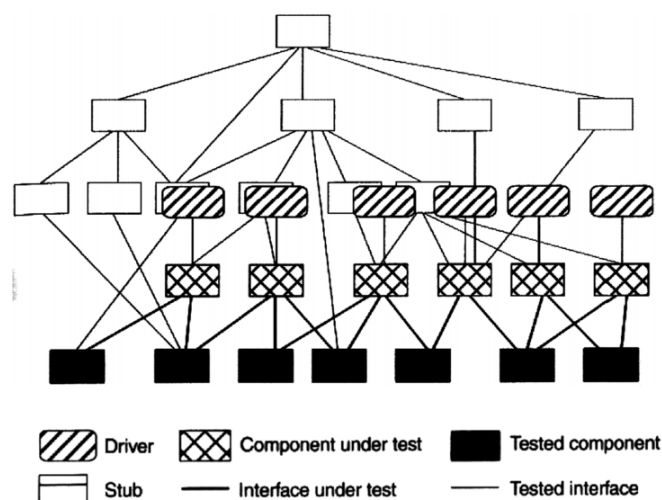 Driver
Component under test
Tested component
Stub
Interface under test
Tested interface